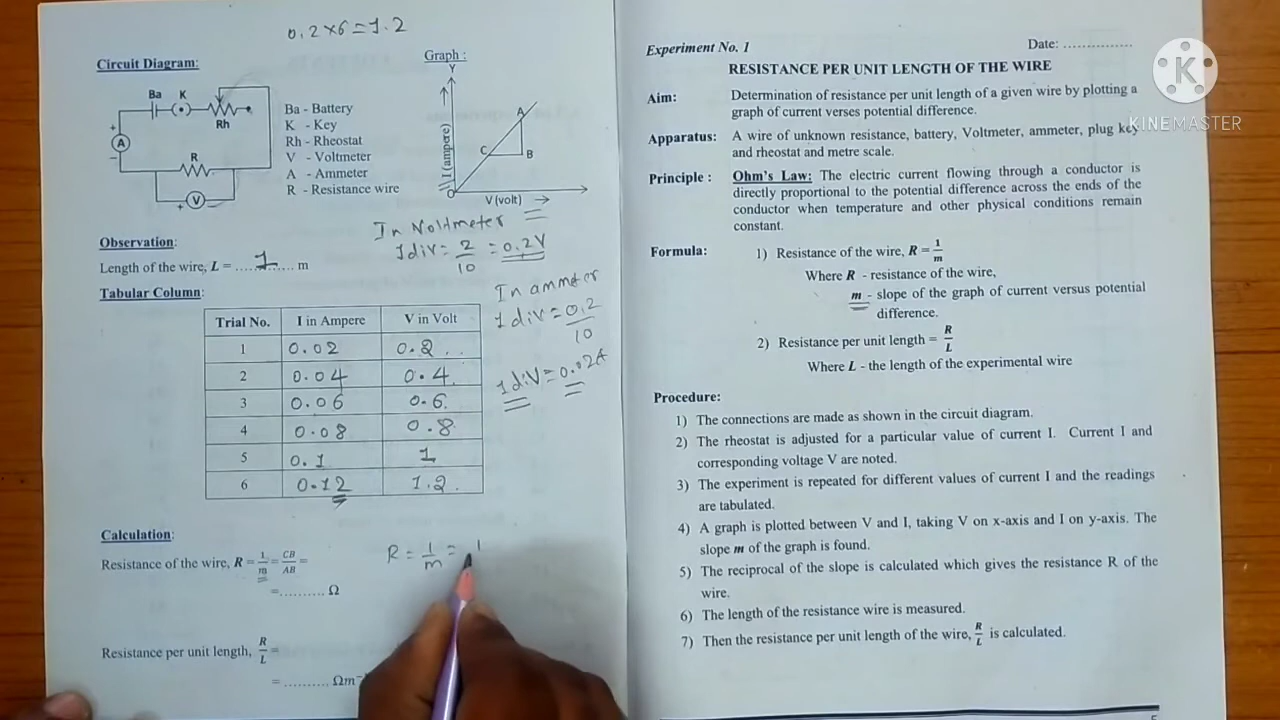 0.2×6=1.2
Circuit Diagram:
Ba
K
Rh
A
R
V
+
−
+
−
Ba - Battery
K - Key
Rh - Rheostat
V - Voltmeter
A - Ammeter
R - Resistance wire
Graph :
Y
I (ampere)
A
B
C
O
V (volt)
Observation:
Length of the wire, L = ....1.... m
In Voltmeter
1div = 2/10 = 0.2V
Tabular Column:
In ammeter
1div = 0.2/10
1div = 0.02A
Trial No. I in Ampere V in Volt
1 0.02 0.2
2 0.04 0.4
3 0.06 0.6
4 0.08 0.8
5 0.1 1
6 0.12 1.2
Calculation:
Resistance of the wire, R = 1/m = CB/AB =
=.......... Ω
R = 1/m = 1
Resistance per unit length, R/L =
= .......... Ωm
Experiment No. 1
Date: ...............
RESISTANCE PER UNIT LENGTH OF THE WIRE
Aim: Determination of resistance per unit length of a given wire by plotting a
graph of current verses potential difference.
Apparatus: A wire of unknown resistance, battery, Voltmeter, ammeter, plug key
and rheostat and metre scale.
Principle : Ohm's Law: The electric current flowing through a conductor is
directly proportional to the potential difference across the ends of the
conductor when temperature and other physical conditions remain
constant.
Formula: 1) Resistance of the wire, R = 1/m
Where R - resistance of the wire,
m - slope of the graph of current versus potential
difference.
2) Resistance per unit length = R/L
Where L - the length of the experimental wire
Procedure:
1) The connections are made as shown in the circuit diagram.
2) The rheostat is adjusted for a particular value of current I. Current I and
corresponding voltage V are noted.
3) The experiment is repeated for different values of current I and the readings
are tabulated.
4) A graph is plotted between V and I, taking V on x-axis and I on y-axis. The
slope m of the graph is found.
5) The reciprocal of the slope is calculated which gives the resistance R of the
wire.
6) The length of the resistance wire is measured.
7) Then the resistance per unit length of the wire, R/L is calculated.
K
KINEMASTER